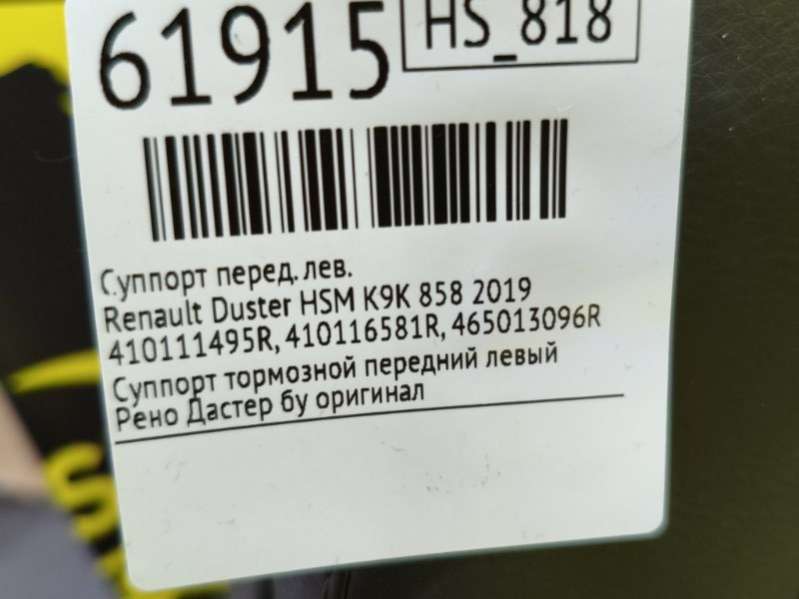 61915
HS_818
Суппорт перед. лев.
Renault Duster HSM K9K 858 2019
410111495R, 410116581R, 465013096R
Суппорт тормозной передний левый
Рено Дастер бу оригинал